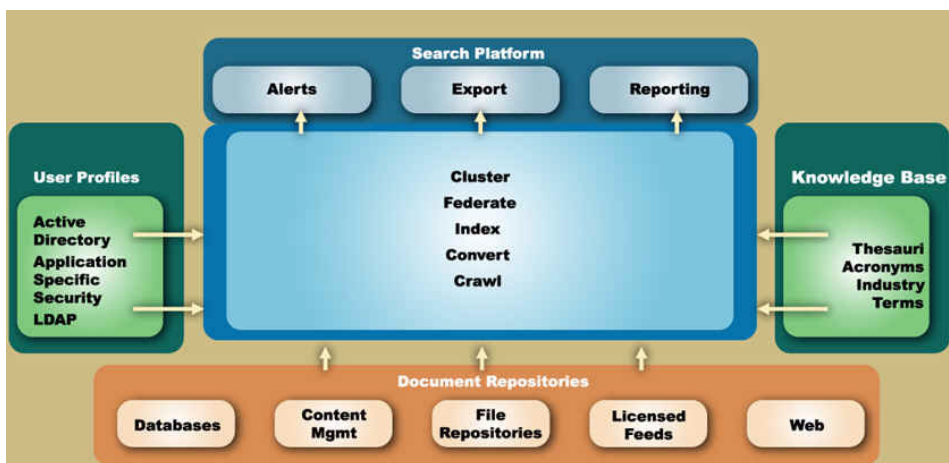 Search Platform
Alerts
Export
Reporting
User Profiles
Active
Directory
Application
Specific
Security
LDAP
Cluster
Federate
Index
Convert
Crawl
Knowledge Base
Thesauri
Acronyms
Industry
Terms
Document Repositories
Databases
Content
Mgmt
File
Repositories
Licensed
Feeds
Web